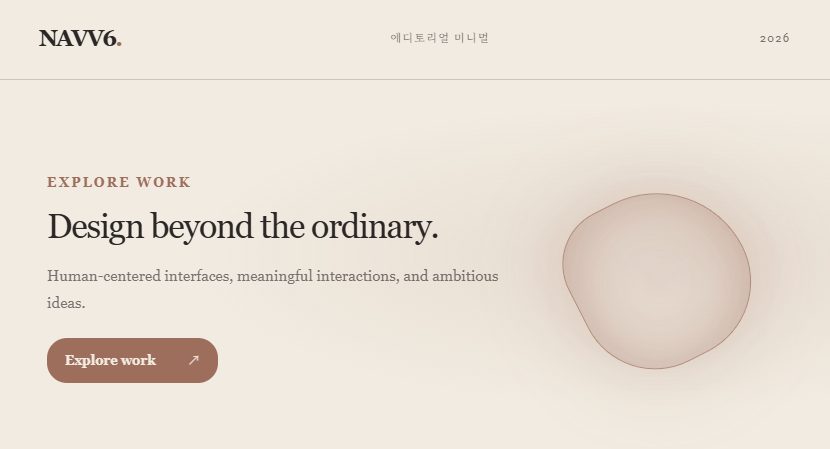 NAVV6.
에디토리얼 미니멀
2026
EXPLORE WORK
Design beyond the ordinary.
Human-centered interfaces, meaningful interactions, and ambitious
ideas.
Explore work ↗